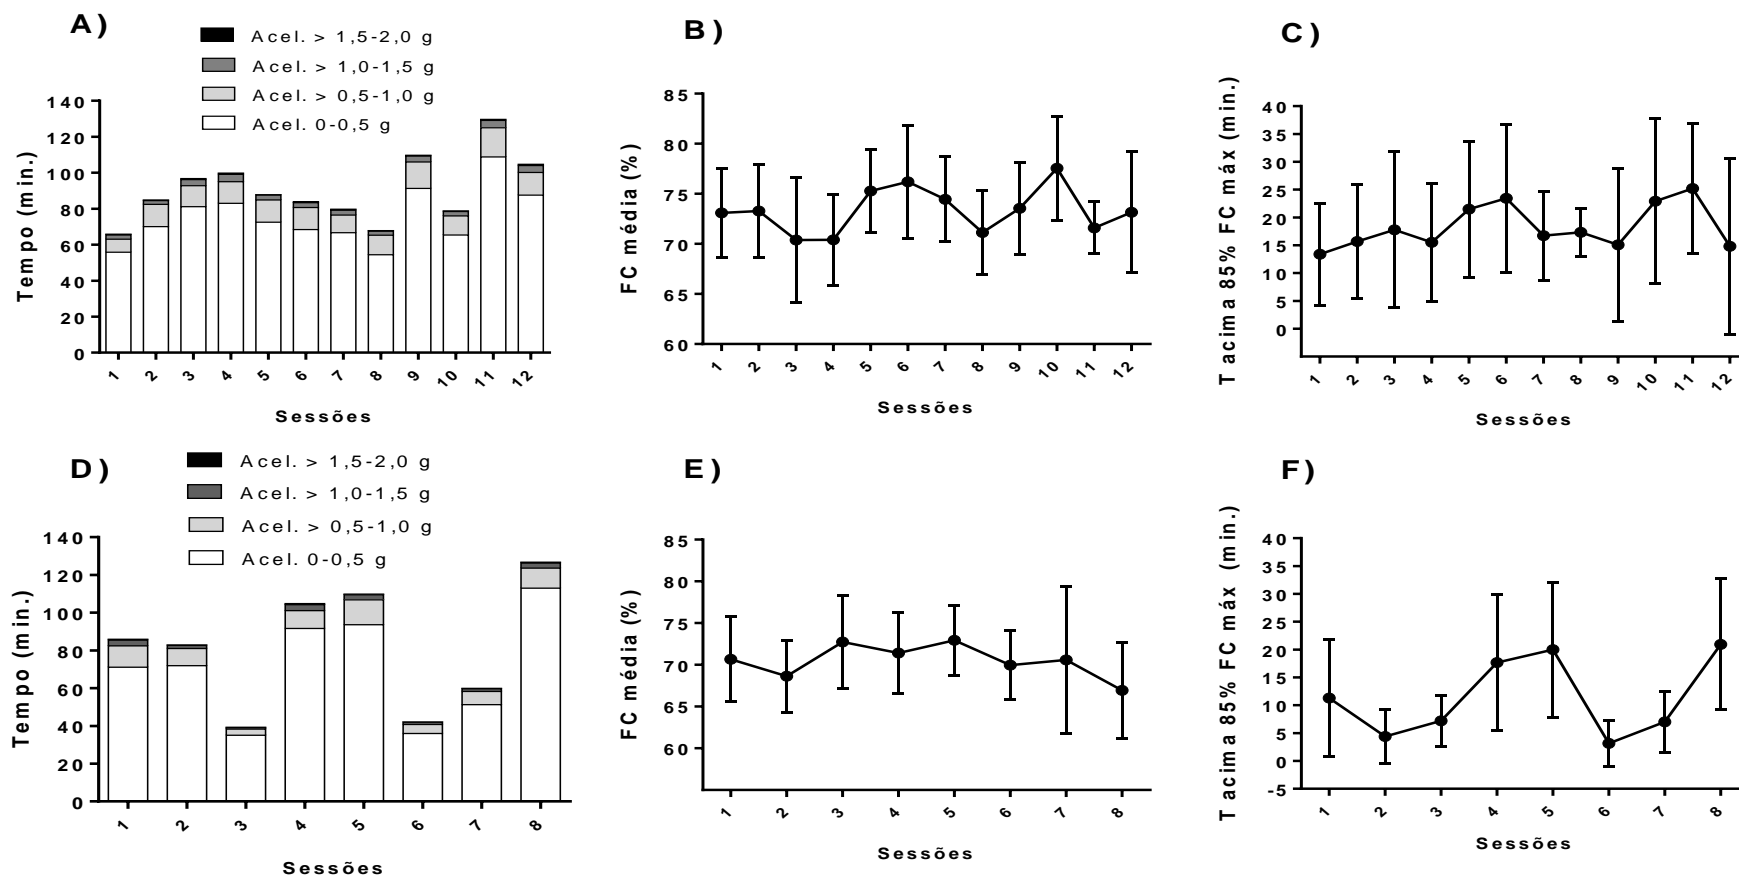 A)
Acel. > 1,5-2,0 g
Acel. > 1,0-1,5 g
Acel. > 0,5-1,0 g
Acel. 0-0,5 g
Tempo (min.)
140
120
100
80
60
40
20
0
1 2 3 4 5 6 7 8 9 10 11 12
Sessões
B)
FC média (%)
85
80
75
70
65
60
1 2 3 4 5 6 7 8 9 10 11 12
Sessões
C)
T acima 85% FC máx (min.)
40
35
30
25
20
15
10
5
0
1 2 3 4 5 6 7 8 9 10 11 12
Sessões
D)
Acel. > 1,5-2,0 g
Acel. > 1,0-1,5 g
Acel. > 0,5-1,0 g
Acel. 0-0,5 g
Tempo (min.)
140
120
100
80
60
40
20
0
1 2 3 4 5 6 7 8
Sessões
E)
FC média (%)
85
80
75
70
65
60
1 2 3 4 5 6 7 8
Sessões
F)
T acima 85% FC máx (min.)
40
35
30
25
20
15
10
5
0
-5
1 2 3 4 5 6 7 8
Sessões